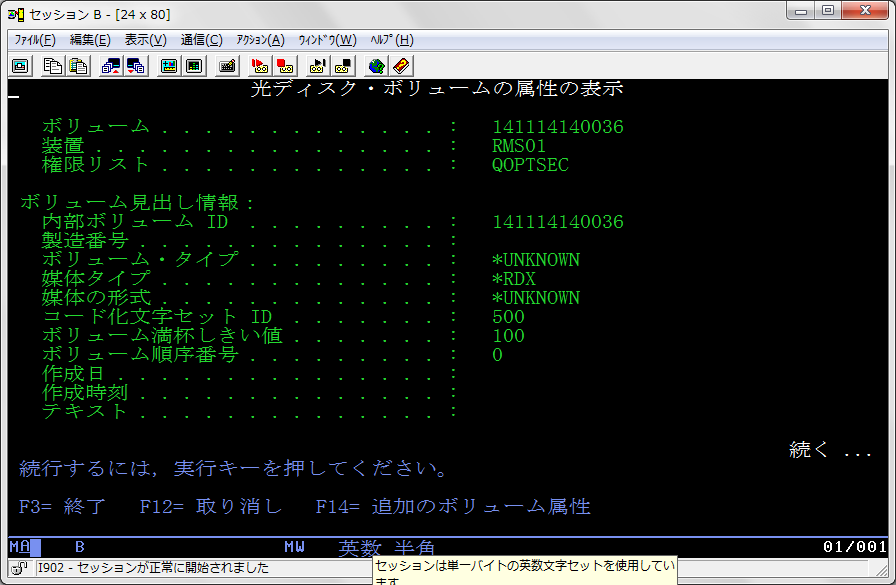 セッション B - [24 x 80]
ﾌｧｲﾙ(F) 編集(E) 表示(V) 通信(C) ｱｸｼｮﾝ(A) ｳｨﾝﾄﾞｳ(W) ﾍﾙﾌﾟ(H)
光ディスク・ボリュームの属性の表示
ボリューム . . . . . . . . . . . . . : 141114140036
装置 . . . . . . . . . . . . . . . . : RMS01
権限リスト . . . . . . . . . . . . . : QOPTSEC
ボリューム見出し情報 :
内部ボリューム ID . . . . . . . . . : 141114140036
製造番号 . . . . . . . . . . . . . . :
ボリューム・タイプ . . . . . . . . . : *UNKNOWN
媒体タイプ . . . . . . . . . . . . . : *RDX
媒体の形式 . . . . . . . . . . . . . : *UNKNOWN
コード化文字セット ID . . . . . . . : 500
ボリューム満杯しきい値 . . . . . . . : 100
ボリューム順序番号 . . . . . . . . . : 0
作成日 . . . . . . . . . . . . . . . :
作成時刻 . . . . . . . . . . . . . . :
テキスト . . . . . . . . . . . . . . :
続く ...
続行するには, 実行キーを押してください。
F3= 終了 F12= 取り消し F14= 追加のボリューム属性
MA B MW 英数 半角 01/001
I902 - セッションが正常に開始されました
セッションは単一バイトの英数文字セットを使用してい
ます